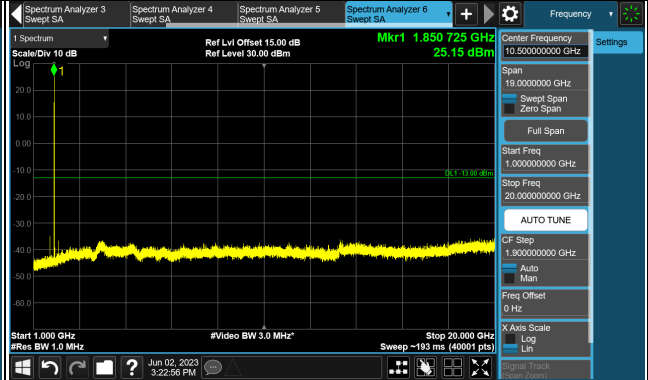 Spectrum Analyzer 3
Swept SA
Spectrum Analyzer 4
Swept SA
Spectrum Analyzer 5
Swept SA
Spectrum Analyzer 6
Swept SA
+
Frequency
1 Spectrum
Scale/Div 10 dB
Ref Lvl Offset 15.00 dB
Ref Level 30.00 dBm
Mkr1 1.850 725 GHz
25.15 dBm
Log
1
20.0
10.0
0.00
-10.0
DL1 -13.00 dBm
-20.0
-30.0
-40.0
-50.0
-60.0
Start 1.000 GHz
#Video BW 3.0 MHz*
Stop 20.000 GHz
#Res BW 1.0 MHz
Sweep ~193 ms (40001 pts)
Center Frequency
10.500000000 GHz
Settings
Span
19.0000000 GHz
Swept Span
Zero Span
Full Span
Start Freq
1.000000000 GHz
Stop Freq
20.000000000 GHz
AUTO TUNE
CF Step
1.900000000 GHz
Auto
Man
Freq Offset
0 Hz
X Axis Scale
Log
Lin
Signal Track
(Span Zoom)
?
Jun 02, 2023
3:22:56 PM